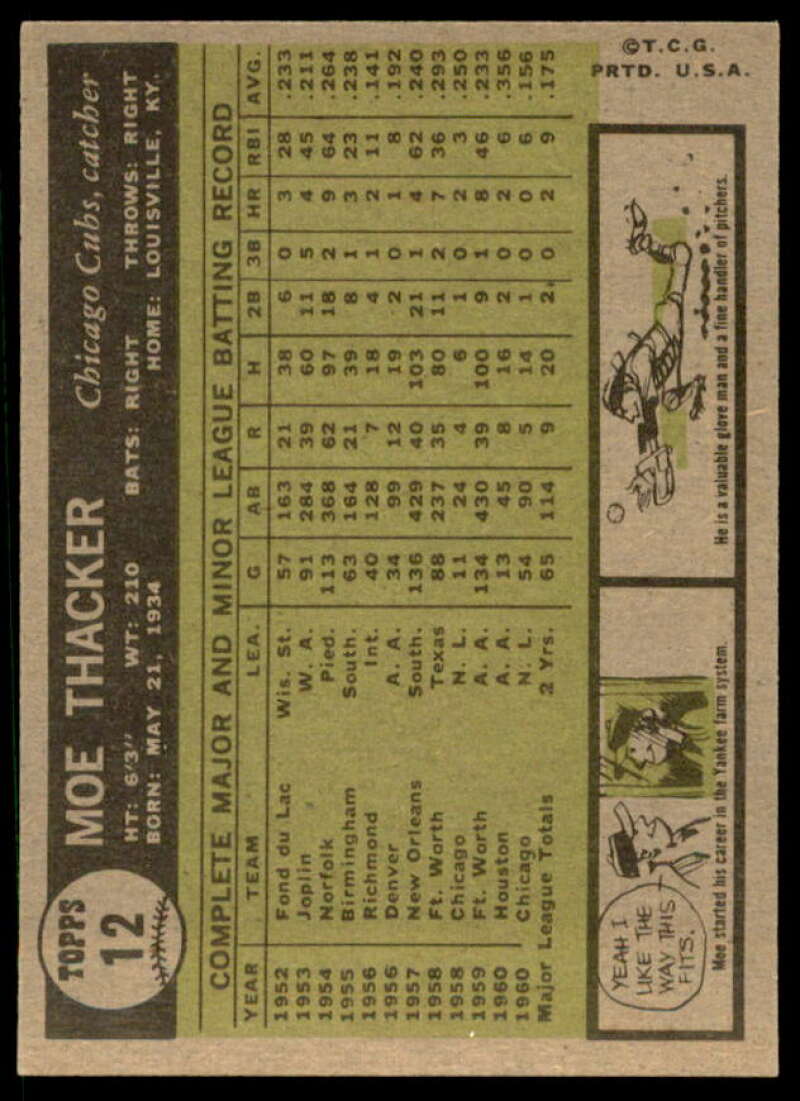 TOPPS
12
MOE THACKER Chicago Cubs, catcher
HT: 6'3" WT: 210 BATS: RIGHT THROWS: RIGHT
BORN: MAY 21, 1934 HOME: LOUISVILLE, KY.
COMPLETE MAJOR AND MINOR LEAGUE BATTING RECORD
YEAR TEAM LEA. G AB R H 2B 3B HR RBI AVG.
1952 Fond du Lac Wis. St. 57 163 21 38 6 0 3 28 .233
1953 Joplin W. A. 91 284 39 60 11 5 4 45 .211
1954 Norfolk Pied. 113 368 62 97 18 2 9 64 .264
1955 Birmingham South. 63 164 21 39 8 1 3 23 .238
1956 Richmond Int. 40 128 7 18 4 1 2 11 .141
1956 Denver A. A. 34 99 12 19 2 0 1 8 .192
1957 New Orleans South. 136 429 40 103 21 1 4 62 .240
1958 Ft. Worth Texas 88 237 35 80 11 2 7 36 .293
1958 Chicago N. L. 11 24 4 6 1 0 2 3 .250
1959 Ft. Worth A. A. 134 430 39 100 9 1 8 46 .233
1960 Houston A. A. 13 45 8 16 2 0 2 6 .356
1960 Chicago N. L. 54 90 5 14 1 0 0 6 .156
Major League Totals 2 Yrs. 65 114 9 20 2 0 2 9 .175
YEAH I
LIKE THE
WAY THIS
FITS.
Moe started his career in the Yankee farm system.
He is a valuable glove man and a fine handler of pitchers.
©T.C.G.
PRTD. U.S.A.